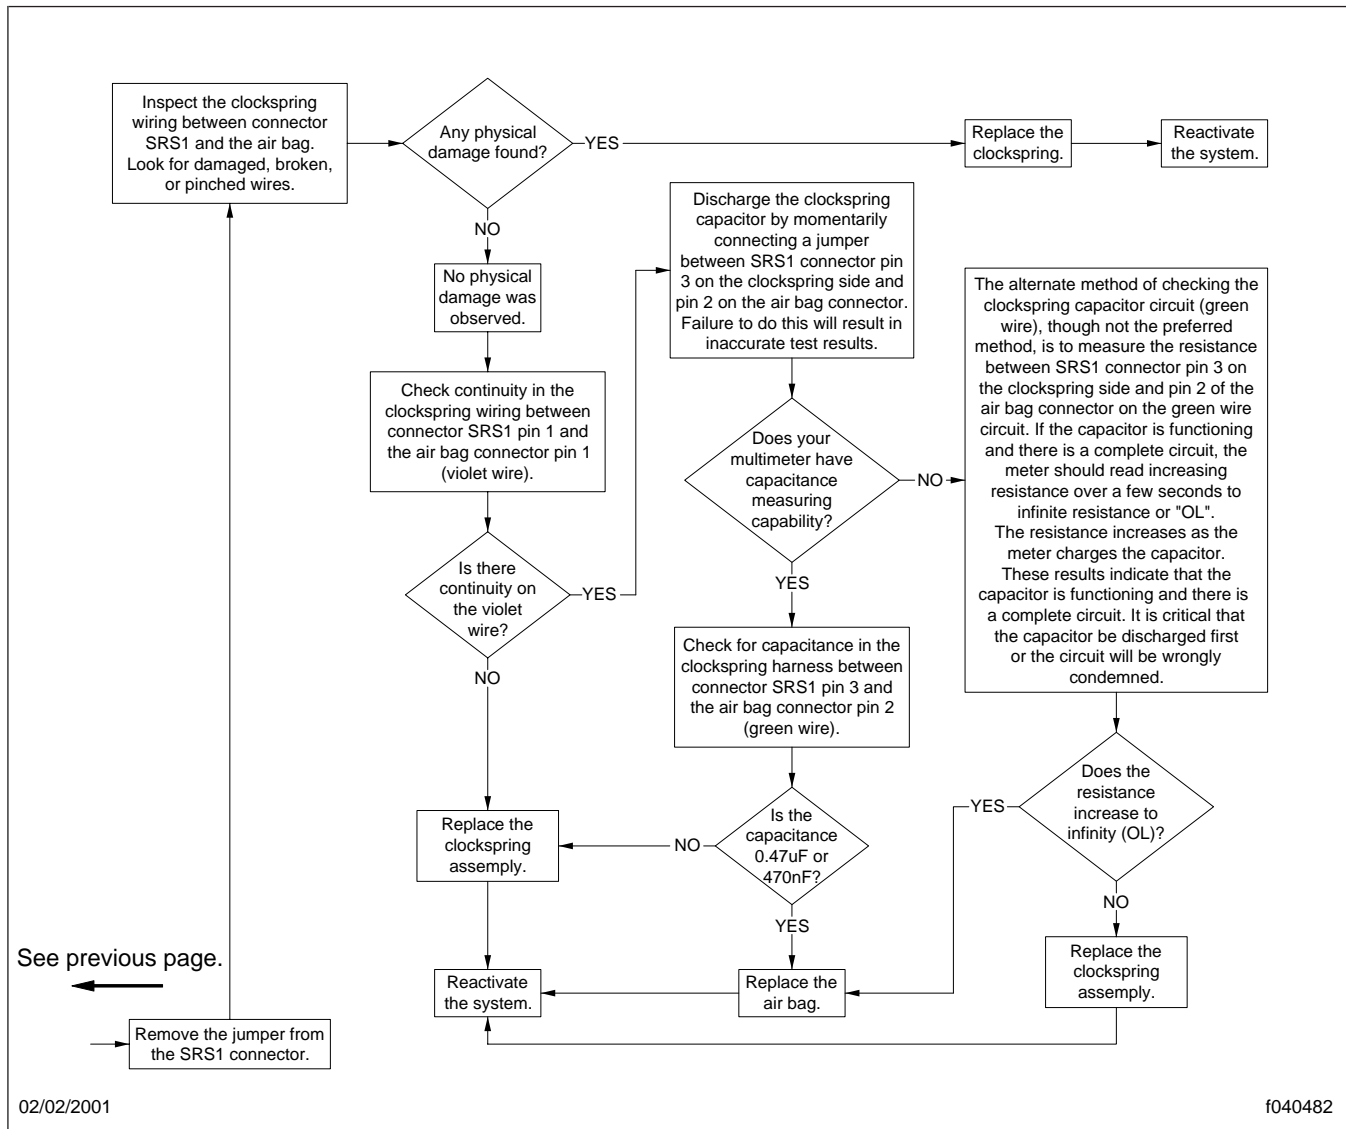 Inspect the clockspring
wiring between connector
SRS1 and the air bag.
Look for damaged, broken,
or pinched wires.
Any physical
damage found?
YES
Replace the
clockspring.
Reactivate
the system.
NO
No physical
damage was
observed.
Check continuity in the
clockspring wiring between
connector SRS1 pin 1 and
the air bag connector pin 1
(violet wire).
Is there
continuity on
the violet
wire?
YES
NO
Discharge the clockspring
capacitor by momentarily
connecting a jumper
between SRS1 connector pin
3 on the clockspring side and
pin 2 on the air bag connector.
Failure to do this will result in
inaccurate test results.
Does your
multimeter have
capacitance
measuring
capability?
NO
YES
The alternate method of checking the
clockspring capacitor circuit (green
wire), though not the preferred
method, is to measure the resistance
between SRS1 connector pin 3 on
the clockspring side and pin 2 of the
air bag connector on the green wire
circuit. If the capacitor is functioning
and there is a complete circuit, the
meter should read increasing
resistance over a few seconds to
infinite resistance or "OL".
The resistance increases as the
meter charges the capacitor.
These results indicate that the
capacitor is functioning and there is
a complete circuit. It is critical that
the capacitor be discharged first
or the circuit will be wrongly
condemned.
Check for capacitance in the
clockspring harness between
connector SRS1 pin 3 and
the air bag connector pin 2
(green wire).
Is the
capacitance
0.47uF or
470nF?
NO
YES
Replace the
clockspring
assemply.
Does the
resistance
increase to
infinity (OL)?
YES
NO
Replace the
clockspring
assemply.
Replace the
air bag.
Reactivate
the system.
See previous page.
Remove the jumper from
the SRS1 connector.
02/02/2001
f040482